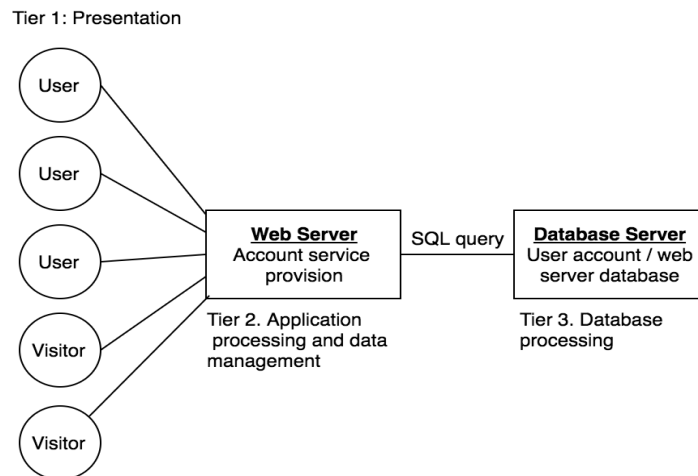 Tier 1: Presentation
User
User
User
Visitor
Visitor
Web Server
Account service
provision
Tier 2. Application
processing and data
management
SQL query
Database Server
User account / web
server database
Tier 3. Database
processing